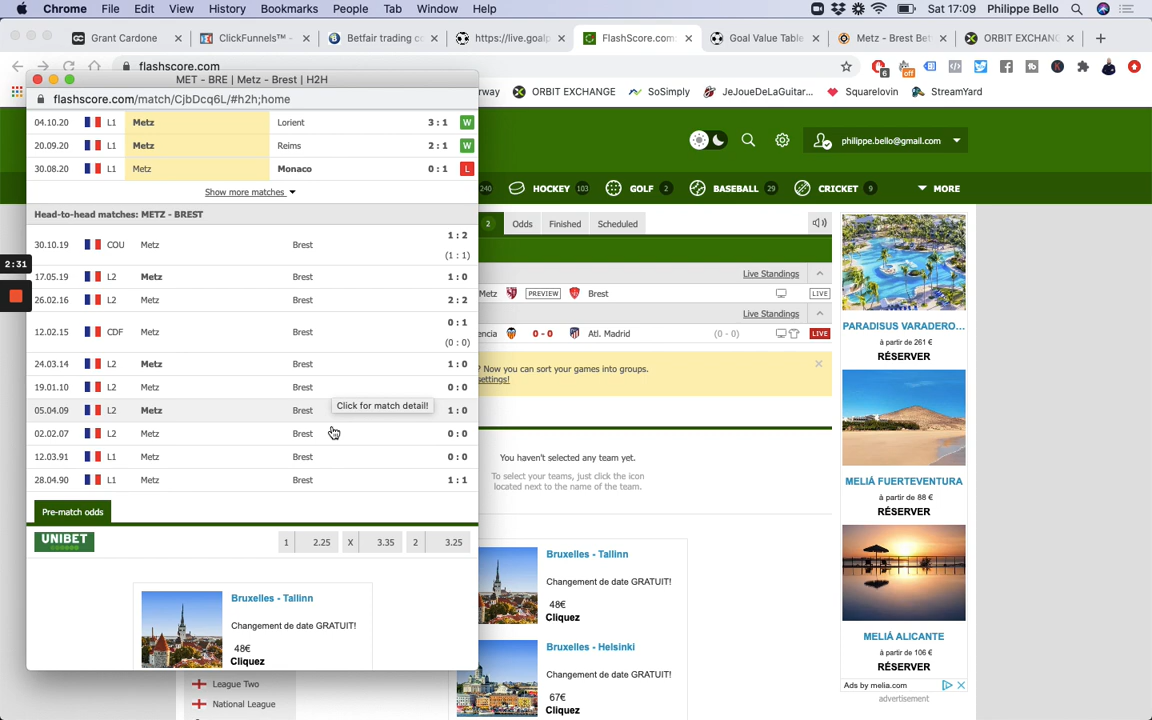 Chrome File Edit View History Bookmarks People Tab Window Help Sat 17:09 Philippe Bello
Grant Cardone × ClickFunnels™ - × Betfair trading c × https://live.goalp × FlashScore.com: × Goal Value Table × Metz - Brest Bet × ORBIT EXCHAN × +
flashscore.com
6 off
rway ORBIT EXCHANGE SoSimply JeJoueDeLaGuitar... Squarelovin StreamYard
MET - BRE | Metz - Brest | H2H
flashscore.com/match/CjbDcq6L/#h2h;home
04.10.20 L1 Metz Lorient 3 : 1 W
20.09.20 L1 Metz Reims 2 : 1 W
30.08.20 L1 Metz Monaco 0 : 1 L
Show more matches
Head-to-head matches: METZ - BREST
30.10.19 COU Metz Brest 1 : 2
(1 : 1)
17.05.19 L2 Metz Brest 1 : 0
26.02.16 L2 Metz Brest 2 : 2
12.02.15 CDF Metz Brest 0 : 1
(0 : 0)
24.03.14 L2 Metz Brest 1 : 0
19.01.10 L2 Metz Brest 0 : 0
05.04.09 L2 Metz Brest 1 : 0
Click for match detail!
02.02.07 L2 Metz Brest 0 : 0
12.03.91 L1 Metz Brest 0 : 0
28.04.90 L1 Metz Brest 1 : 1
Pre-match odds
UNIBET 1 2.25 X 3.35 2 3.25
Bruxelles - Tallinn
Changement de date GRATUIT!
48€
Cliquez
2:31
philippe.bello@gmail.com
240 HOCKEY 103 GOLF 2 BASEBALL 29 CRICKET 9 MORE
2 Odds Finished Scheduled
Live Standings
Metz PREVIEW Brest LIVE
Live Standings
encia 0 - 0 Atl. Madrid (0 - 0) LIVE
? Now you can sort your games into groups.
settings!
You haven't selected any team yet.
To select your teams, just click the icon
located next to the name of the team.
Bruxelles - Tallinn
Changement de date GRATUIT!
48€
Cliquez
Bruxelles - Helsinki
Changement de date GRATUIT!
67€
Cliquez
League Two
National League
PARADISUS VARADERO...
à partir de 261 €
RÉSERVER
MELIÁ FUERTEVENTURA
à partir de 88 €
RÉSERVER
MELIÁ ALICANTE
à partir de 106 €
RÉSERVER
Ads by melia.com
advertisement